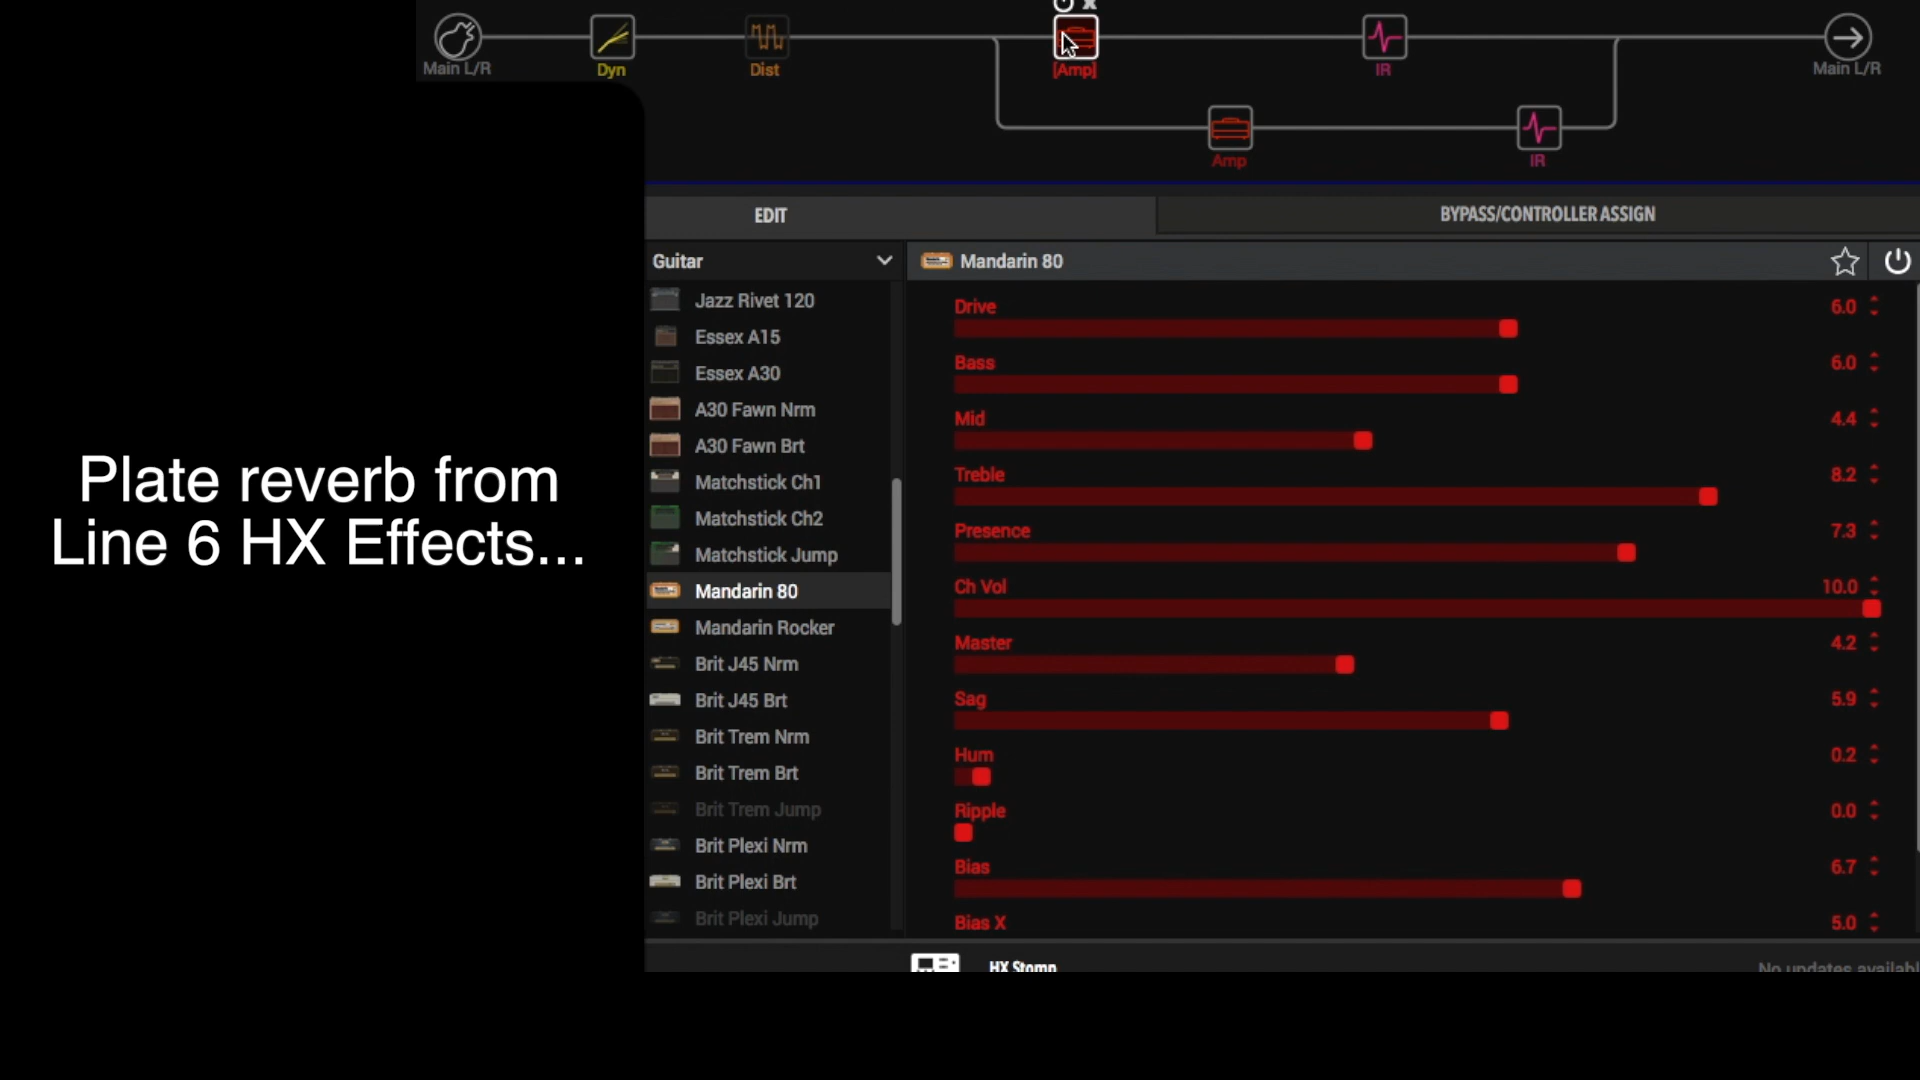 Main L/R
Dyn
Dist
[Amp]
IR
Main L/R
Amp
IR
Plate reverb from
Line 6 HX Effects...
EDIT
BYPASS/CONTROLLER ASSIGN
Guitar
Jazz Rivet 120
Essex A15
Essex A30
A30 Fawn Nrm
A30 Fawn Brt
Matchstick Ch1
Matchstick Ch2
Matchstick Jump
Mandarin 80
Mandarin Rocker
Brit J45 Nrm
Brit J45 Brt
Brit Trem Nrm
Brit Trem Brt
Brit Trem Jump
Brit Plexi Nrm
Brit Plexi Brt
Brit Plexi Jump
Mandarin 80
Drive 6.0
Bass 6.0
Mid 4.4
Treble 8.2
Presence 7.3
Ch Vol 10.0
Master 4.2
Sag 5.9
Hum 0.2
Ripple 0.0
Bias 6.7
Bias X 5.0
HX Stomp
No updates availabl